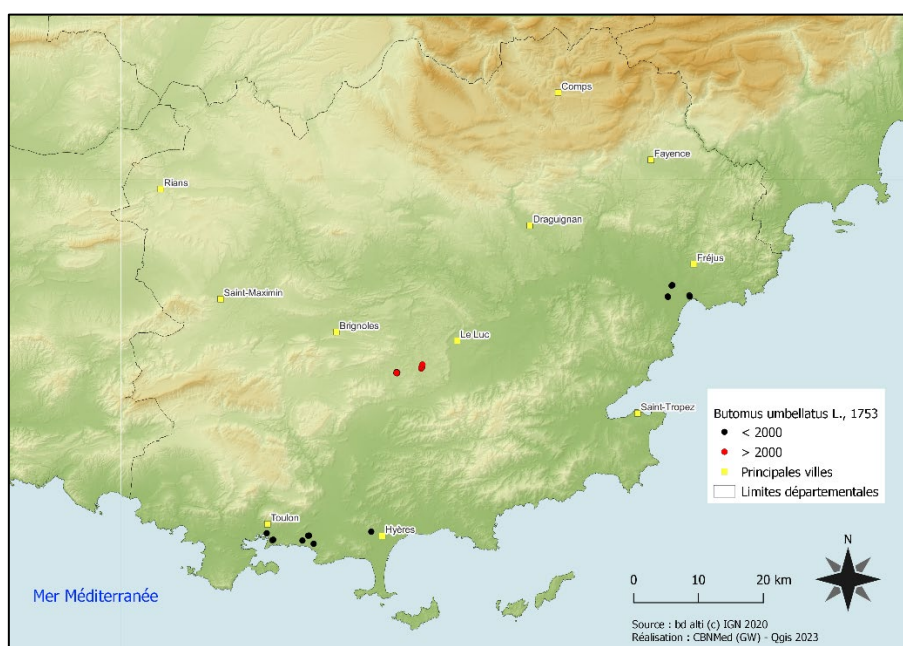 Comps
Fayence
Rians
Draguignan
Fréjus
Saint-Maximin
Brignoles
Le Luc
Saint-Tropez
Butomus umbellatus L., 1753
< 2000
> 2000
Principales villes
Limites départementales
Toulon
Hyères
N
0 10 20 km
Mer Méditerranée
Source : bd alti (c) IGN 2020
Réalisation : CBNMed (GW) - Qgis 2023